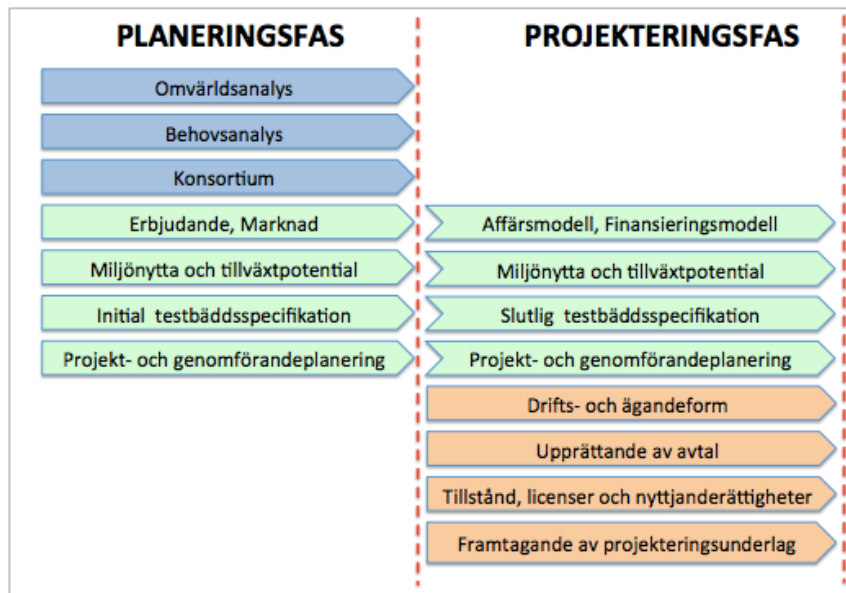 PLANERINGSFAS
Omvärldsanalys
Behovsanalys
Konsortium
Erbjudande, Marknad
Miljönytta och tillväxtpotential
Initial testbäddsspecifikation
Projekt- och genomförandeplanering
PROJEKTERINGSFAS
Affärsmodell, Finansieringsmodell
Miljönytta och tillväxtpotential
Slutlig testbäddsspecifikation
Projekt- och genomförandeplanering
Drifts- och ägandeform
Upprättande av avtal
Tillstånd, licenser och nyttjanderättigheter
Framtagande av projekteringsunderlag